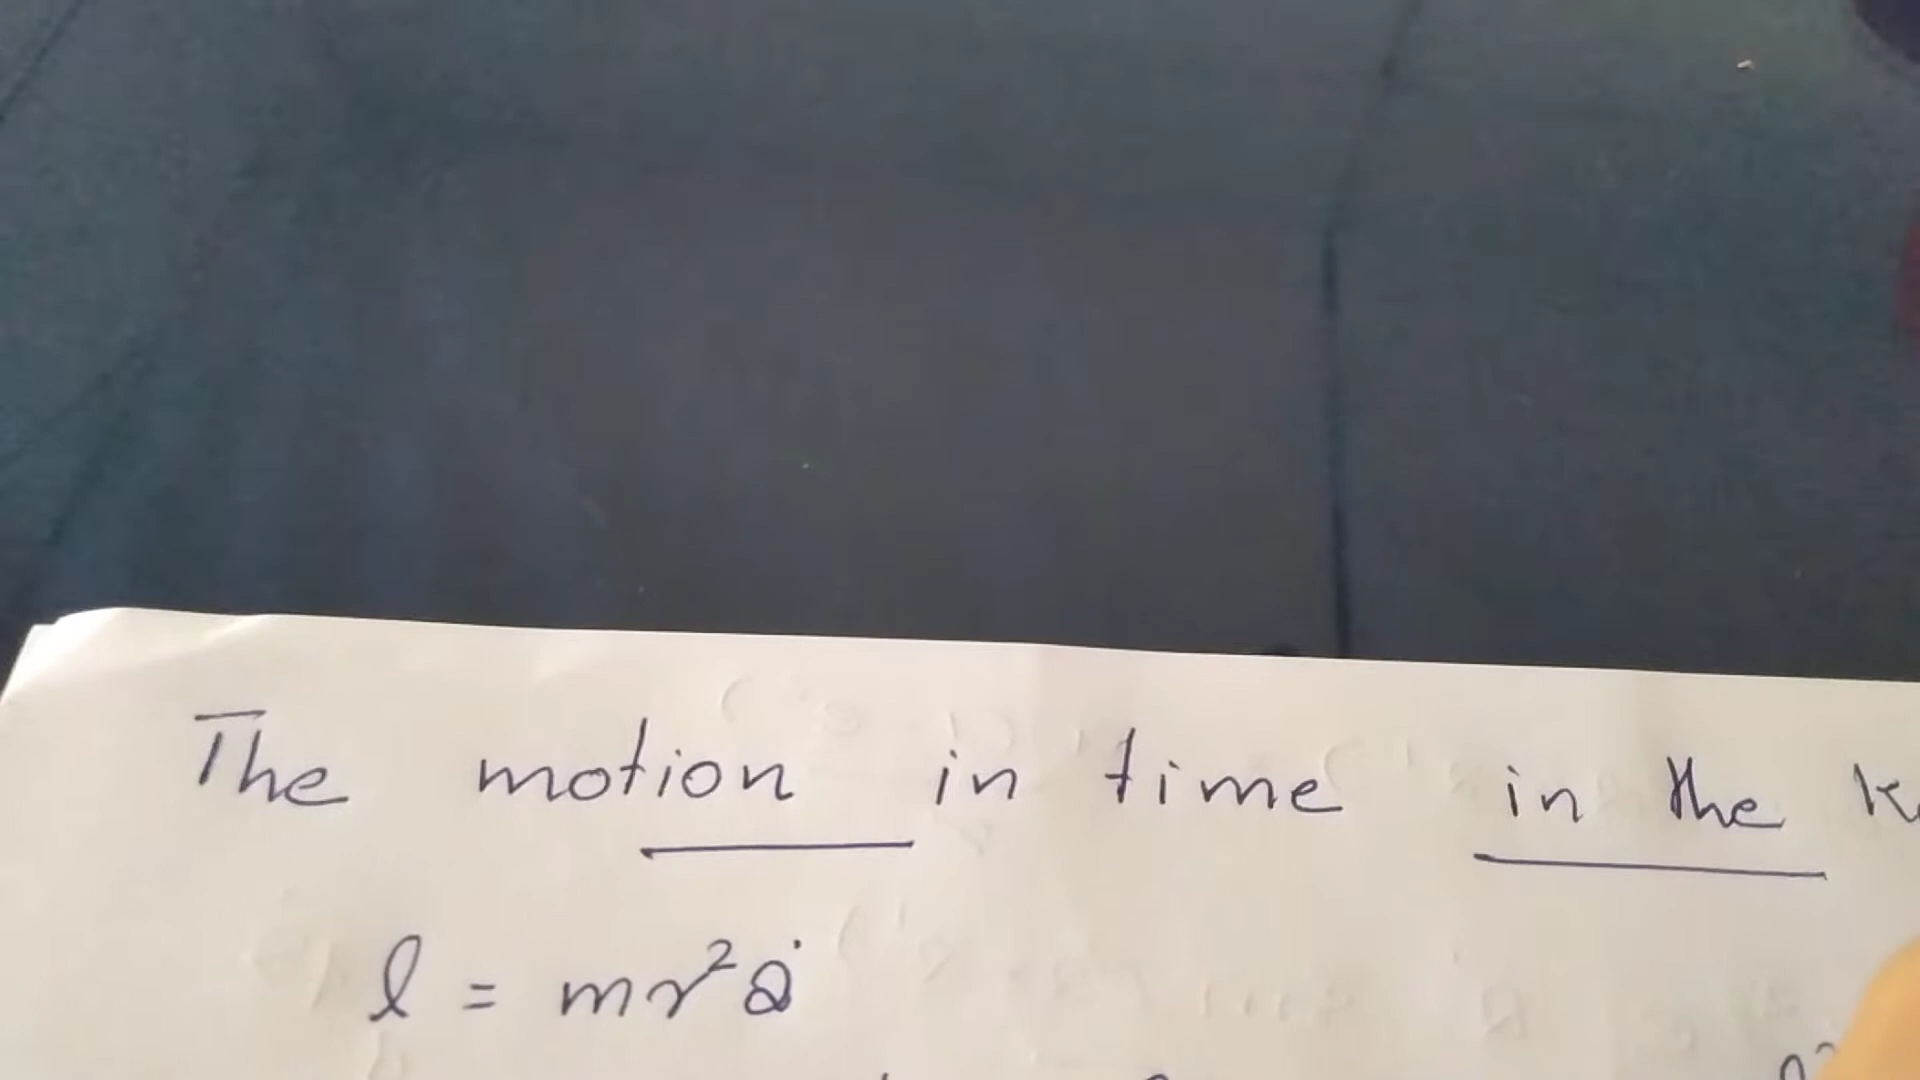 The motion in time in the
l = mr²θ̇